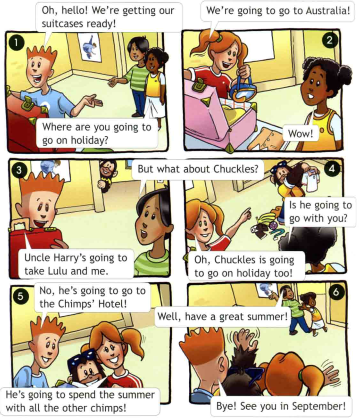 Oh, hello! We're getting our
suitcases ready!
1
Where are you going to
go on holiday?
We're going to go to Australia!
2
Wow!
3
Uncle Harry's going to
take Lulu and me.
But what about Chuckles?
4
Is he going to
go with you?
Oh, Chuckles is going
to go on holiday too!
5
No, he's going to go to
the Chimps' Hotel!
He's going to spend the summer
with all the other chimps!
6
Well, have a great summer!
Bye! See you in September!